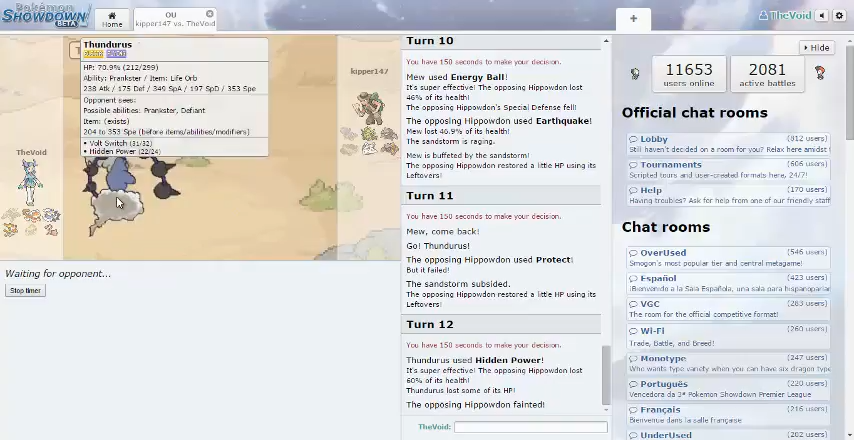 Pokémon
Showdown
BETA
Home
OU
kipper147 vs. TheVoid
TheVoid
Thundurus
HP: 70.9% (212/299)
Ability: Prankster / Item: Life Orb
238 Atk / 175 Def / 349 SpA / 197 SpD / 353 Spe
Opponent sees:
Possible abilities: Prankster, Defiant
Item: (exists)
204 to 353 Spe (before items/abilities/modifiers)
• Volt Switch (31/32)
• Hidden Power (22/24)
kipper147
TheVoid
Waiting for opponent...
Stop timer
Turn 10
You have 150 seconds to make your decision.
Mew used Energy Ball!
It's super effective! The opposing Hippowdon lost
46% of its health!
The opposing Hippowdon's Special Defense fell!
The opposing Hippowdon used Earthquake!
Mew lost 46.9% of its health!
The sandstorm is raging.
Mew is buffeted by the sandstorm!
The opposing Hippowdon restored a little HP using its
Leftovers!
Turn 11
You have 150 seconds to make your decision.
Mew, come back!
Go! Thundurus!
The opposing Hippowdon used Protect!
But it failed!
The sandstorm subsided.
The opposing Hippowdon restored a little HP using its
Leftovers!
Turn 12
You have 150 seconds to make your decision.
Thundurus used Hidden Power!
It's super effective! The opposing Hippowdon lost
60% of its health!
Thundurus lost some of its HP!
The opposing Hippowdon fainted!
TheVoid:
Hide
11653
users online
2081
active battles
Official chat rooms
Lobby
(812 users)
Still haven't decided on a room for you? Relax here amidst t
Tournaments
(606 users)
Scripted tours and user-created formats here, 24/7!
Help
(170 users)
Having troubles? Ask for help from one of our friendly staff
Chat rooms
OverUsed
(546 users)
Smogon's most popular tier and central metagame!
Español
(423 users)
¡Bienvenido a la Sala Español, una sala para hispanoparlan
VGC
(283 users)
The room for the official competitive format!
Wi-Fi
(260 users)
Trade, Battle, and Breed!
Monotype
(247 users)
Who wants type variety when you can have six dragon type
Português
(220 users)
Vencedora da 3ª Pokemon Showdown Premier League
Français
(216 users)
Bienvenue dans la salle française
UnderUsed
(202 users)